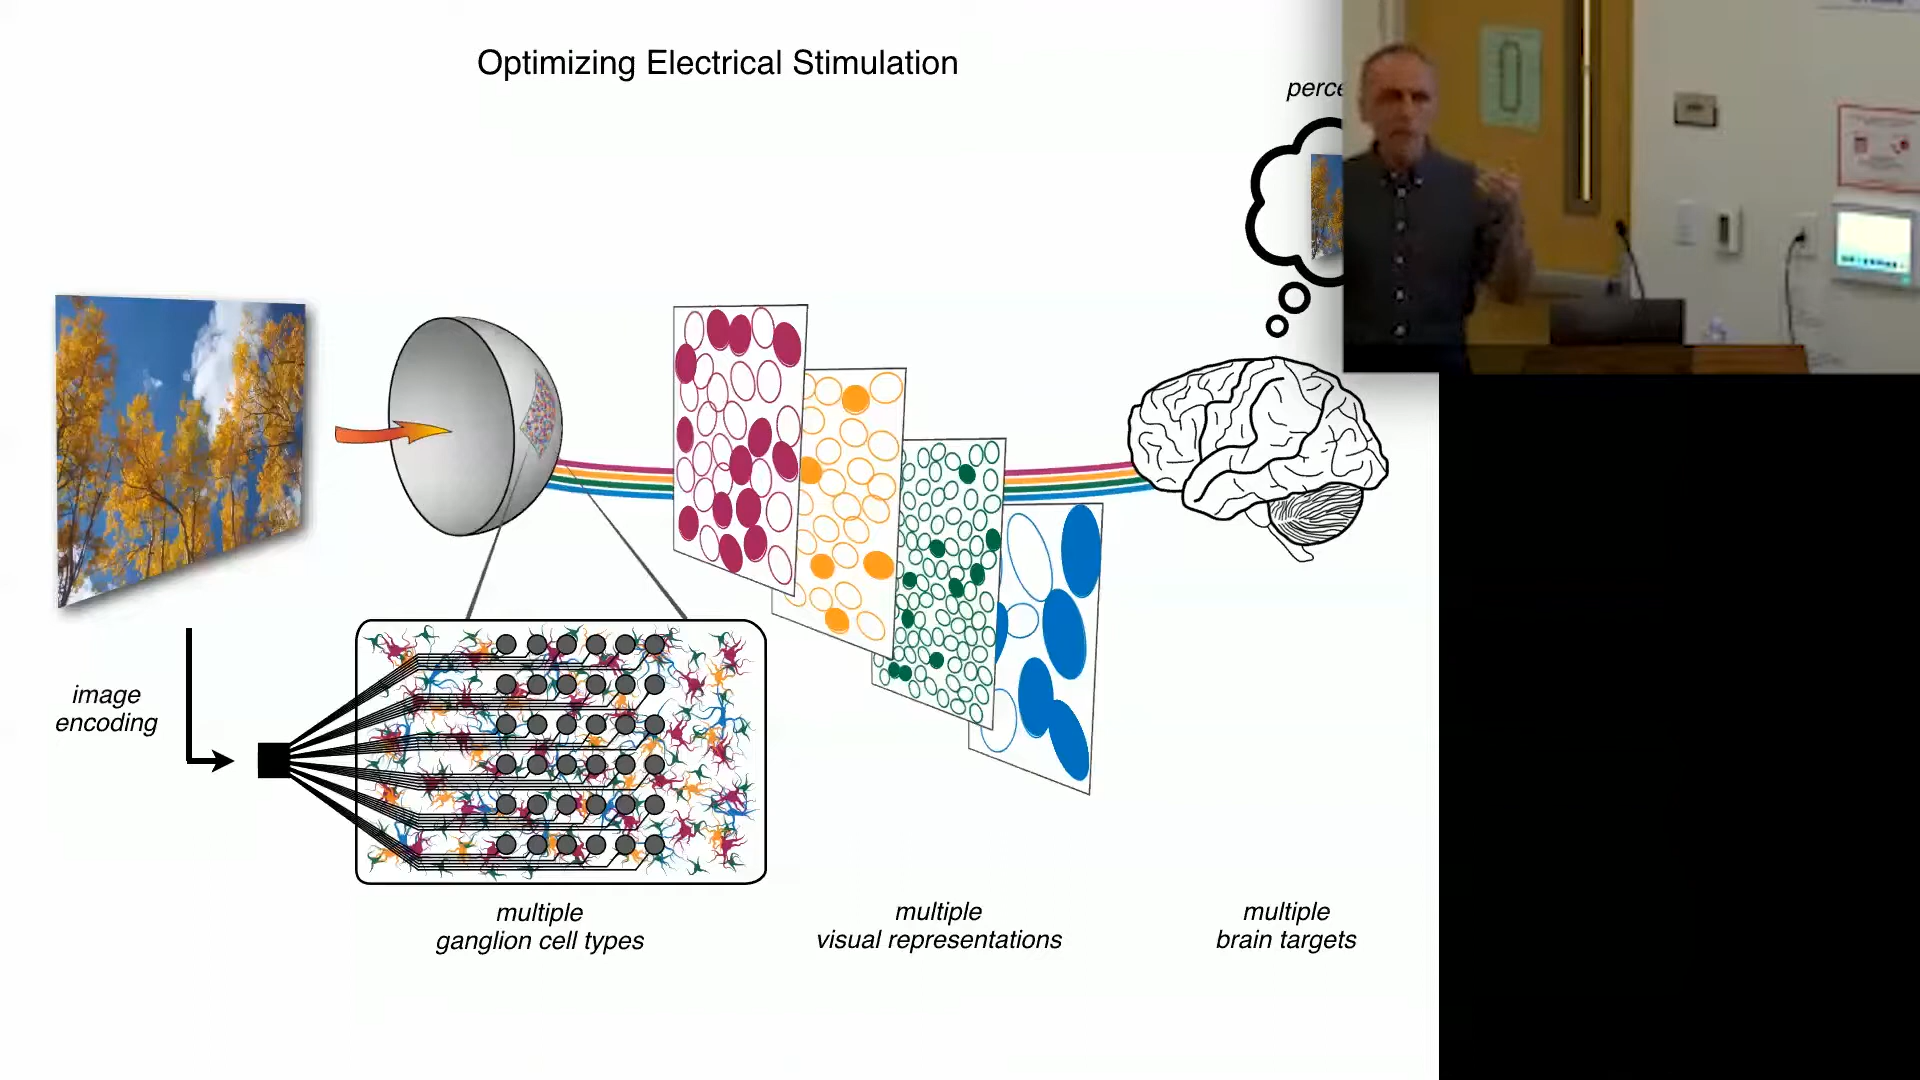 Optimizing Electrical Stimulation
perce
image
encoding
multiple
ganglion cell types
multiple
visual representations
multiple
brain targets